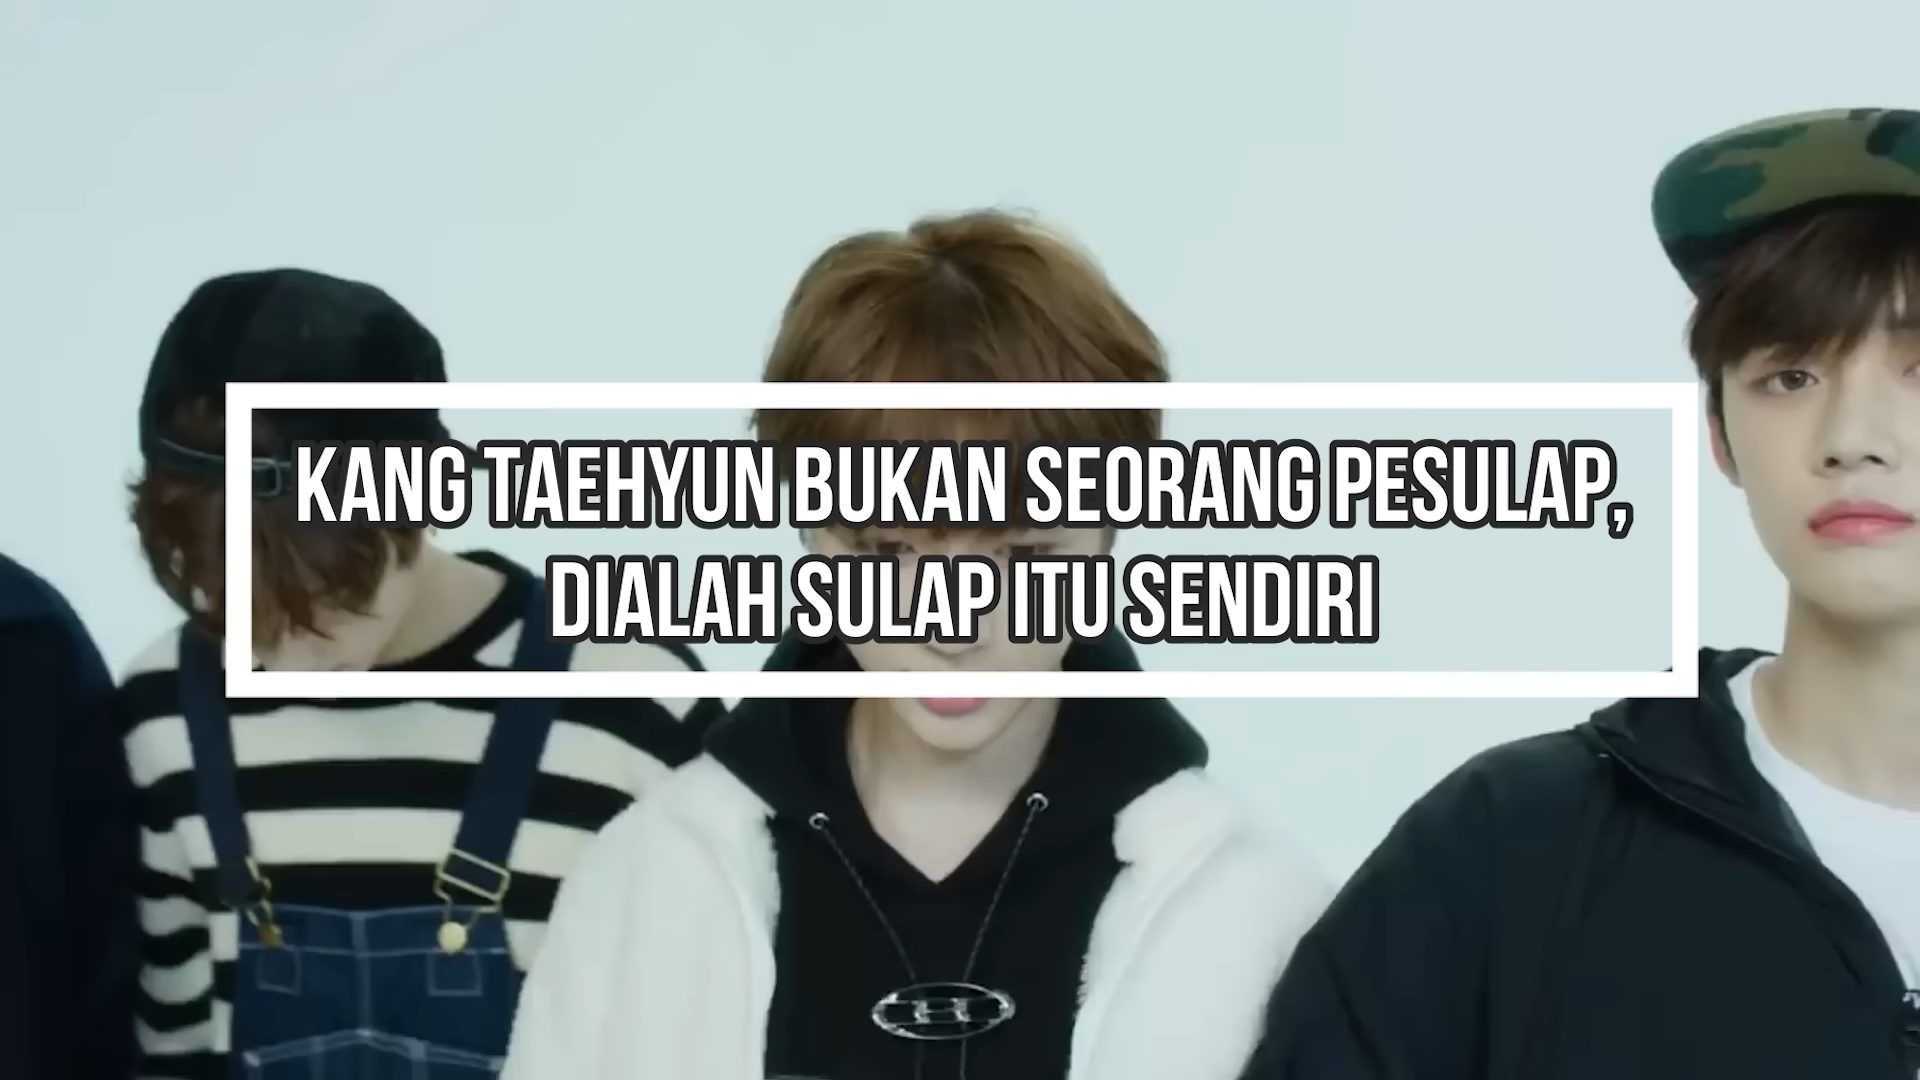 KANG TAEHYUN BUKAN SEORANG PESULAP,
DIALAH SULAP ITU SENDIRI